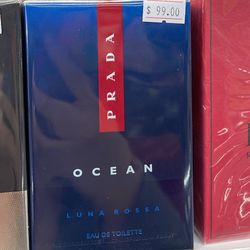 $ 99.00
PRADA
OCEAN
LUNA ROSSA
EAU DE TOILETTE